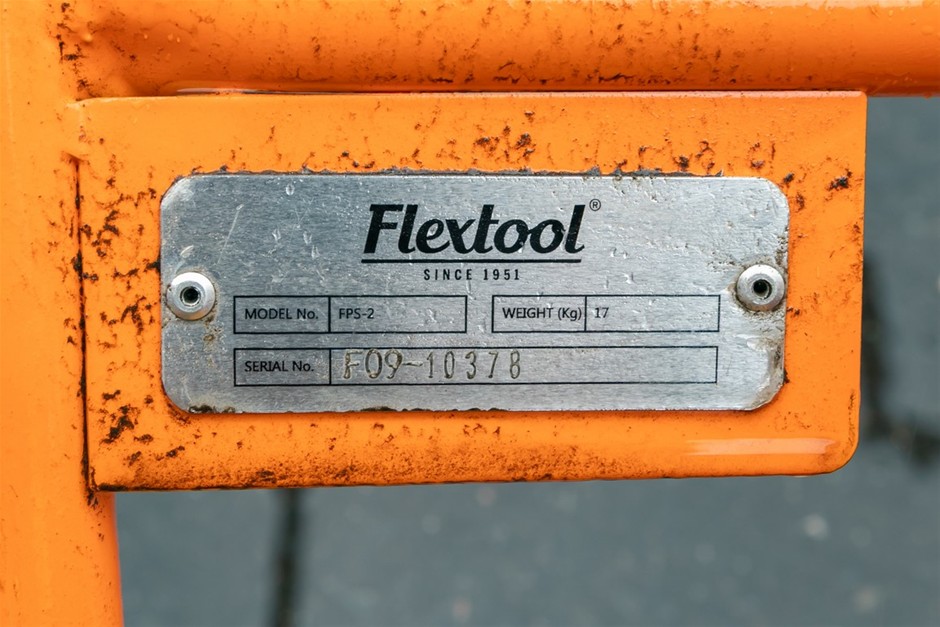 Flextool®
SINCE 1951
MODEL No. FPS-2 WEIGHT (Kg) 17
SERIAL No. F09-10378